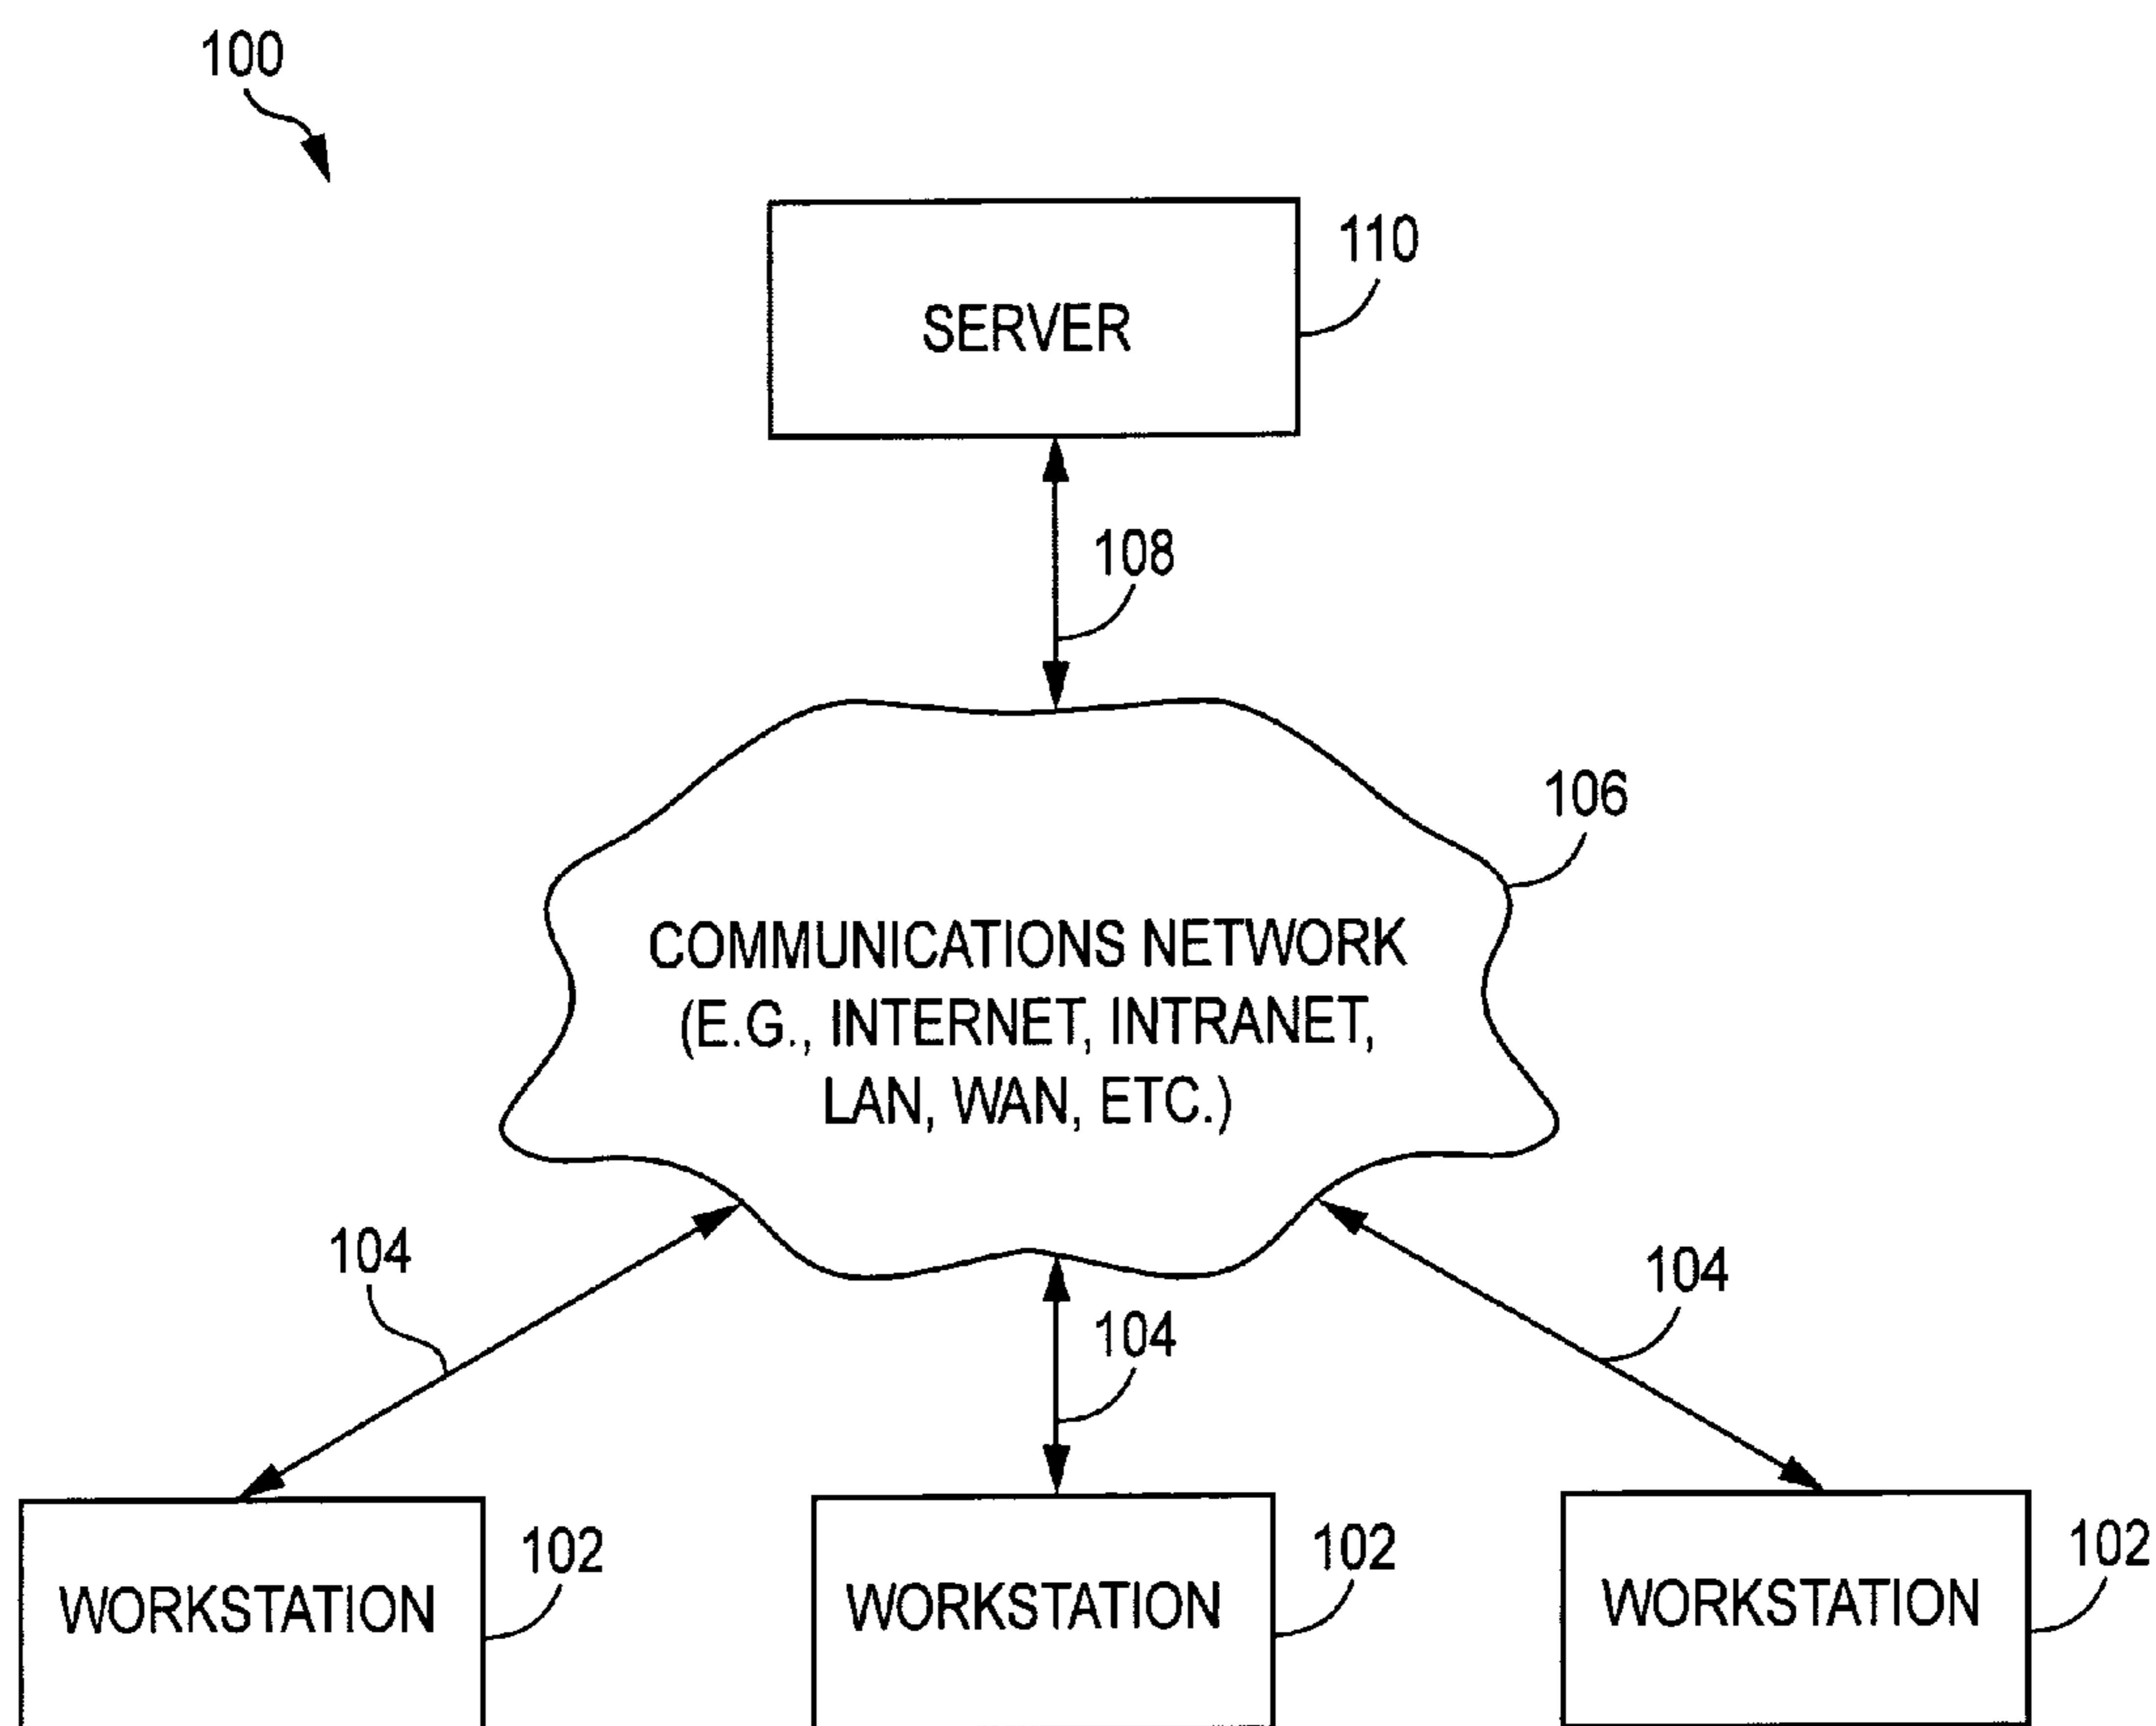 100
110
SERVER
108
106
COMMUNICATIONS NETWORK
(E.G., INTERNET, INTRANET,
LAN, WAN, ETC.)
104
104
104
102
102
102
WORKSTATION
WORKSTATION
WORKSTATION